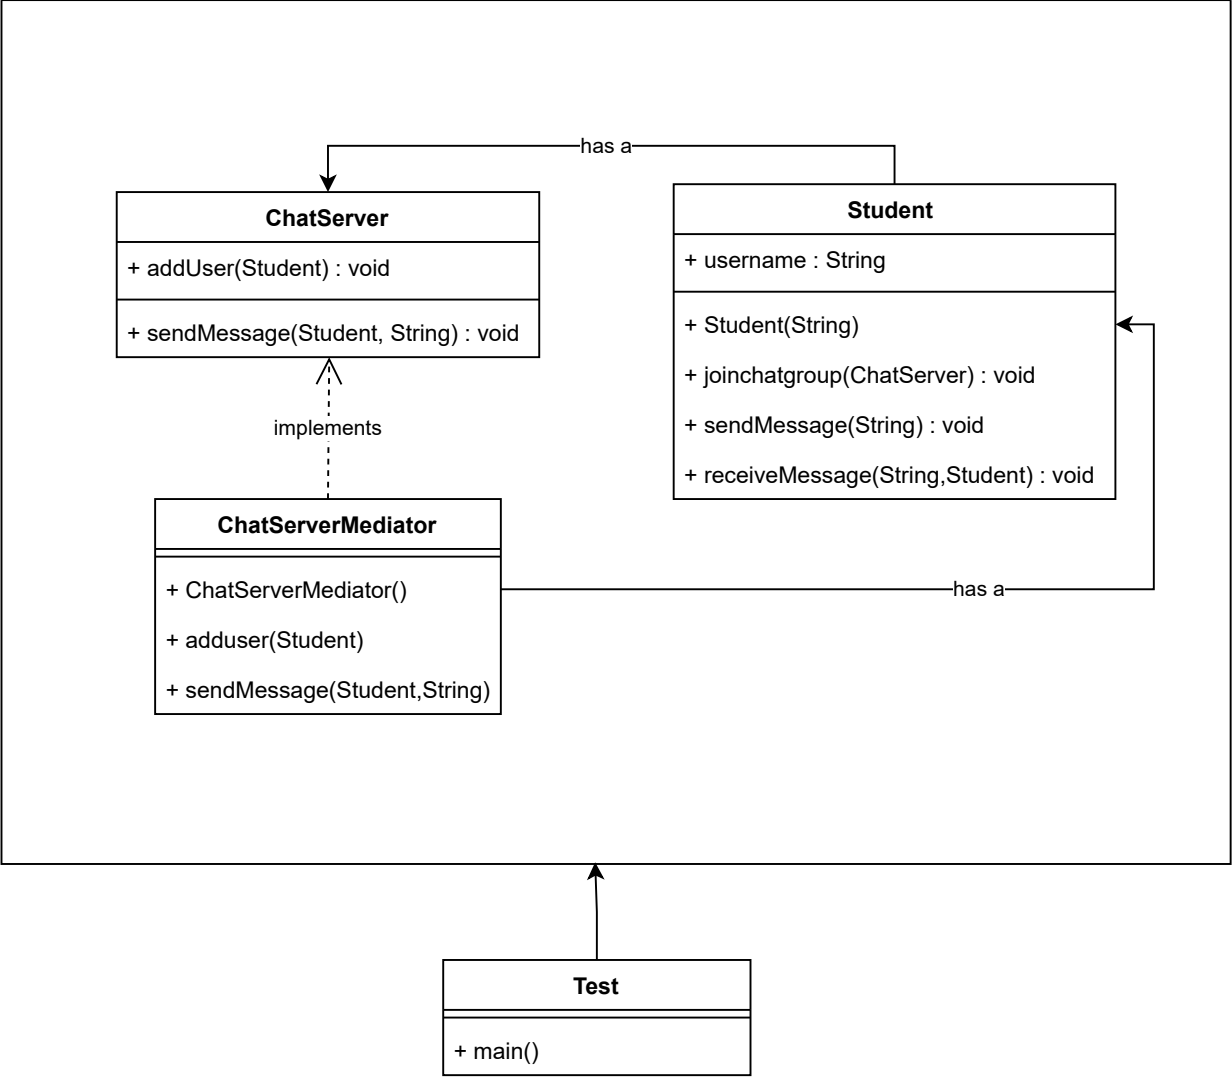 has a
ChatServer
+ addUser(Student) : void
+ sendMessage(Student, String) : void
Student
+ username : String
+ Student(String)
+ joinchatgroup(ChatServer) : void
+ sendMessage(String) : void
+ receiveMessage(String,Student) : void
implements
ChatServerMediator
+ ChatServerMediator()
+ adduser(Student)
+ sendMessage(Student,String)
has a
Test
+ main()